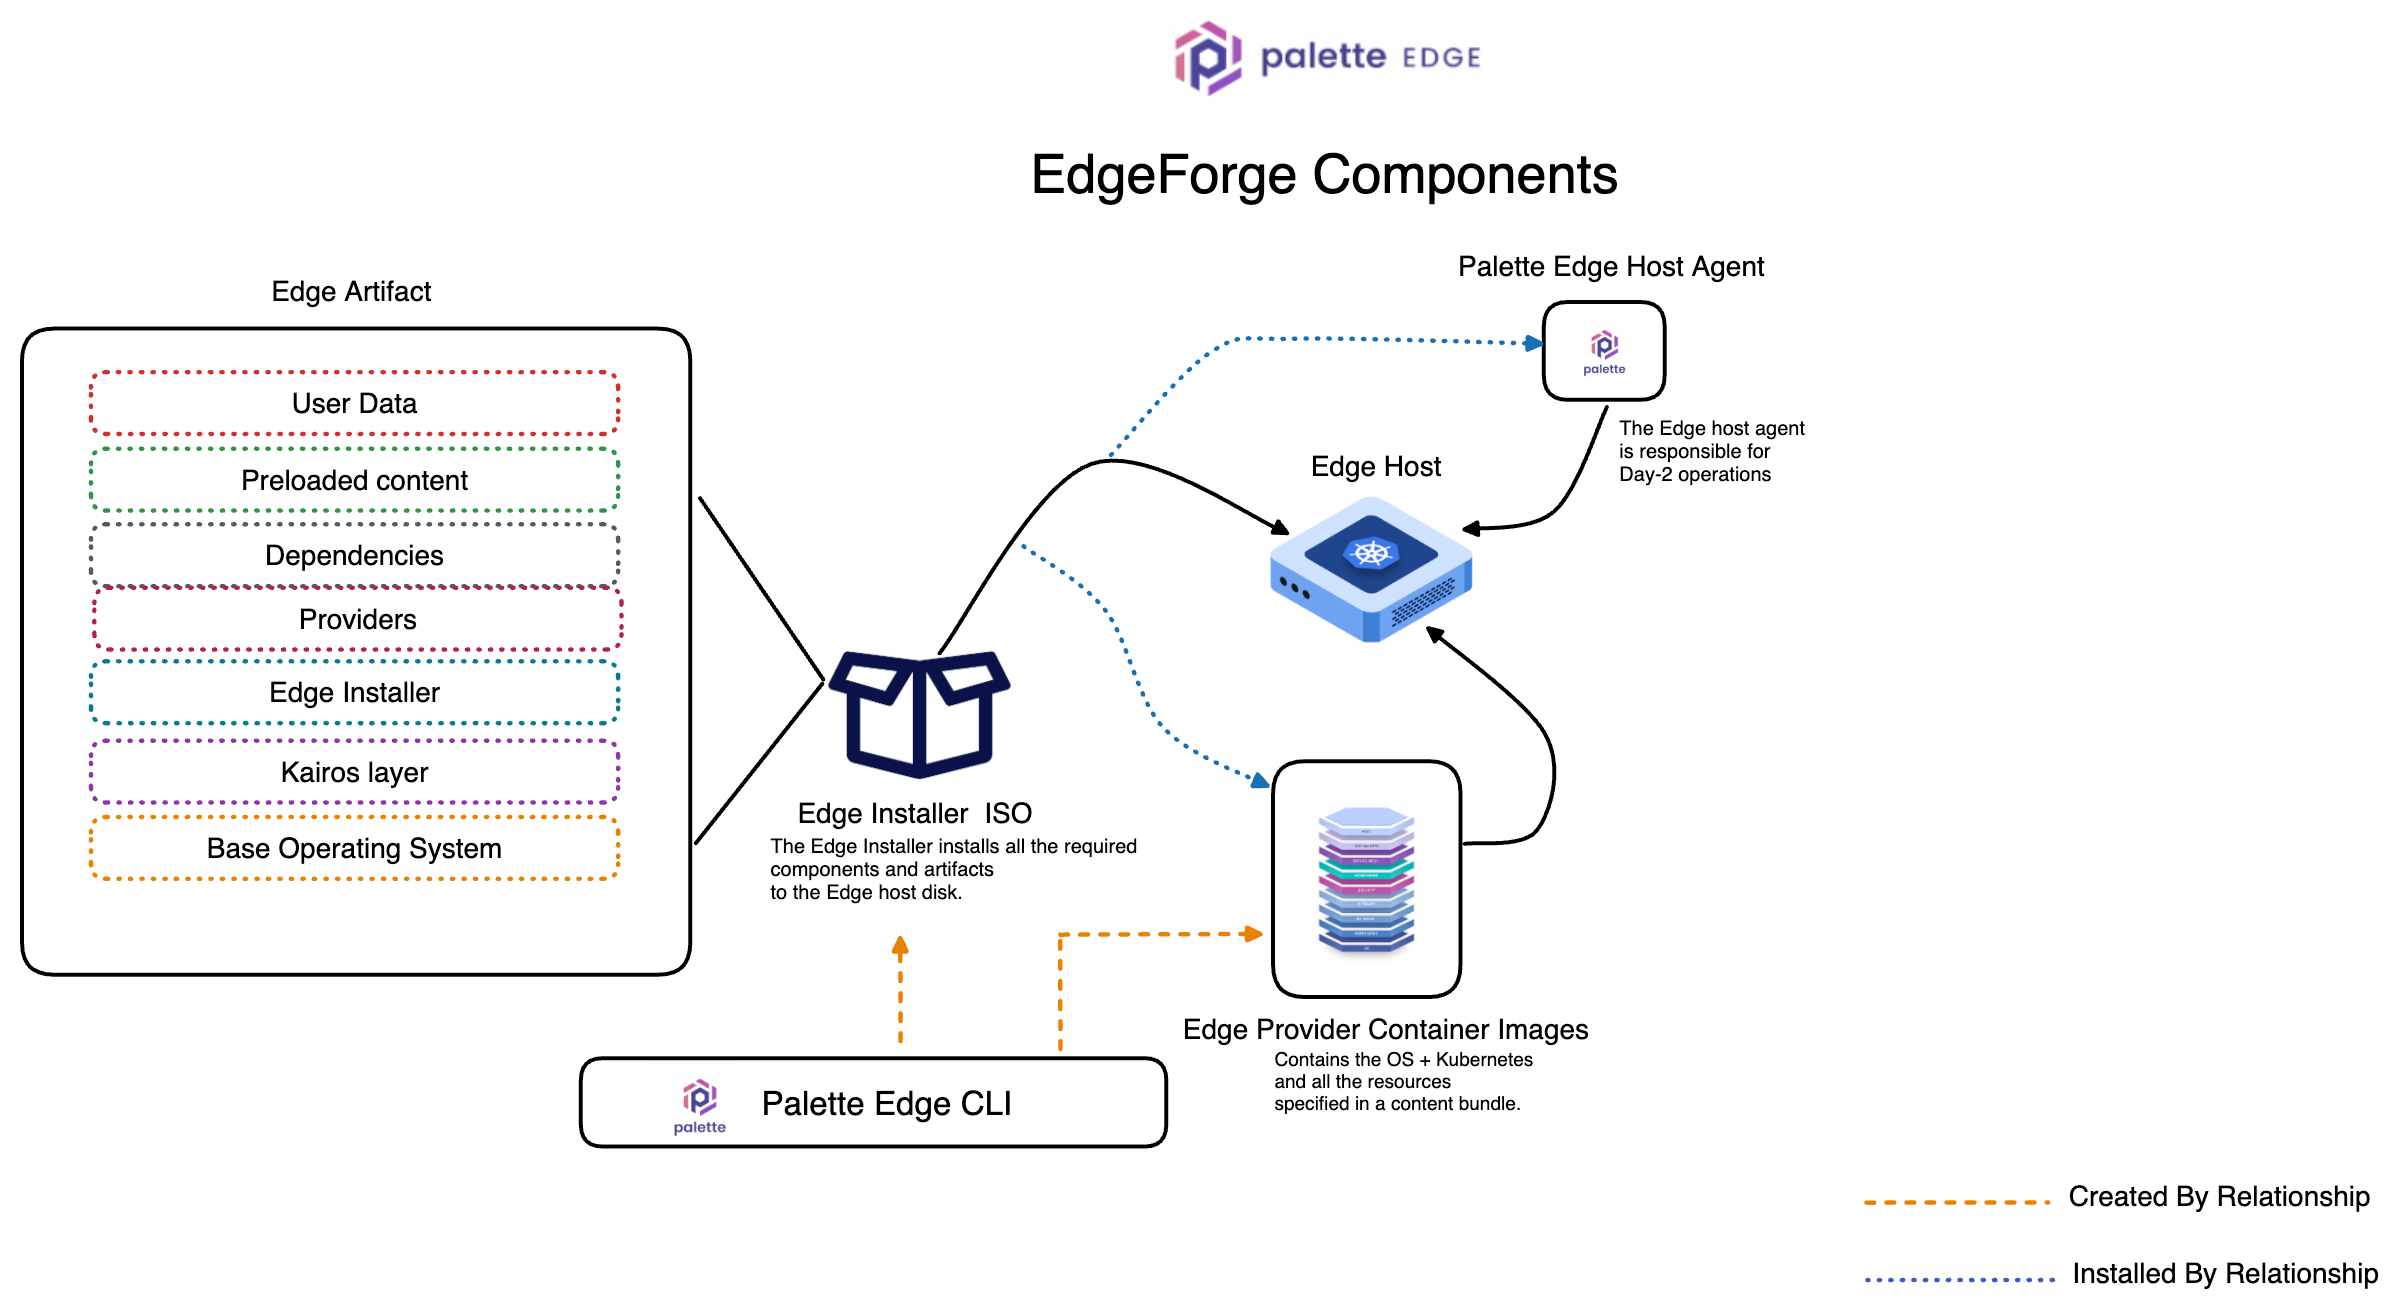 palette EDGE
EdgeForge Components
Edge Artifact
User Data
Preloaded content
Dependencies
Providers
Edge Installer
Kairos layer
Base Operating System
Edge Installer ISO
The Edge Installer installs all the required
components and artifacts
to the Edge host disk.
Palette Edge Host Agent
palette
The Edge host agent
is responsible for
Day-2 operations
Edge Host
Edge Provider Container Images
Contains the OS + Kubernetes
and all the resources
specified in a content bundle.
palette
Palette Edge CLI
Created By Relationship
Installed By Relationship